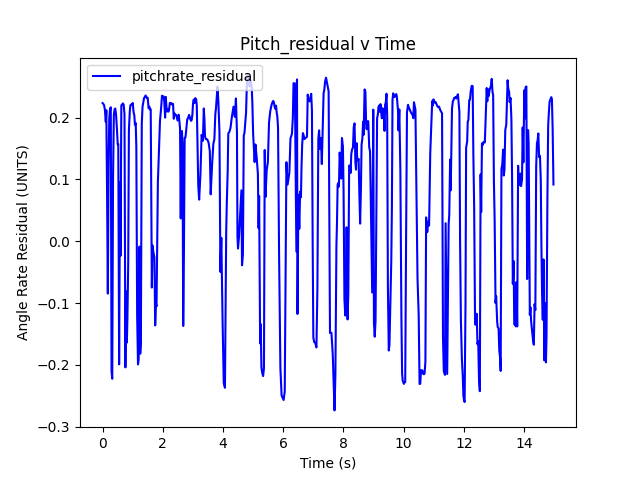 Pitch_residual v Time
pitchrate_residual
Angle Rate Residual (UNITS)
0.2
0.1
0.0
−0.1
−0.2
−0.3
0 2 4 6 8 10 12 14
Time (s)